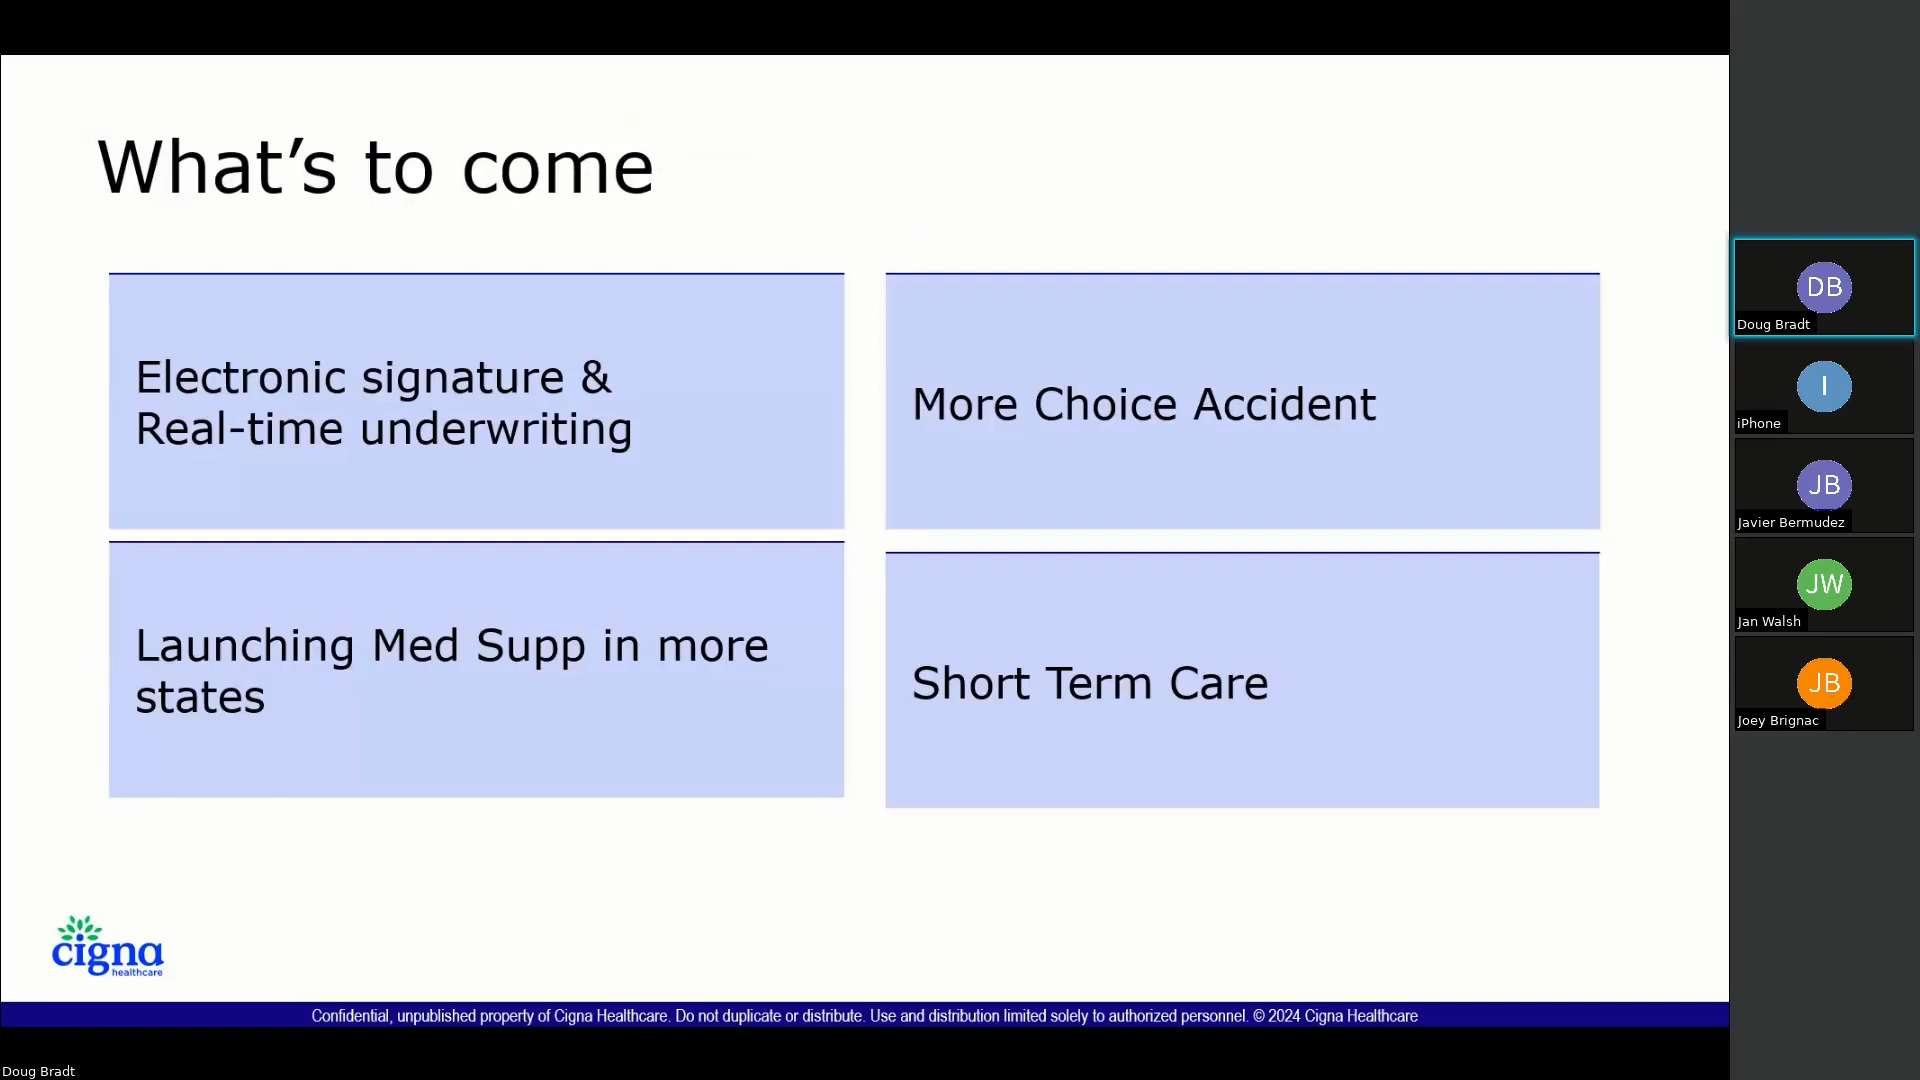 What's to come
Electronic signature &
Real-time underwriting
More Choice Accident
Launching Med Supp in more
states
Short Term Care
cigna
healthcare
Confidential, unpublished property of Cigna Healthcare. Do not duplicate or distribute. Use and distribution limited solely to authorized personnel. © 2024 Cigna Healthcare
Doug Bradt
DB
Doug Bradt
I
iPhone
JB
Javier Bermudez
JW
Jan Walsh
JB
Joey Brignac